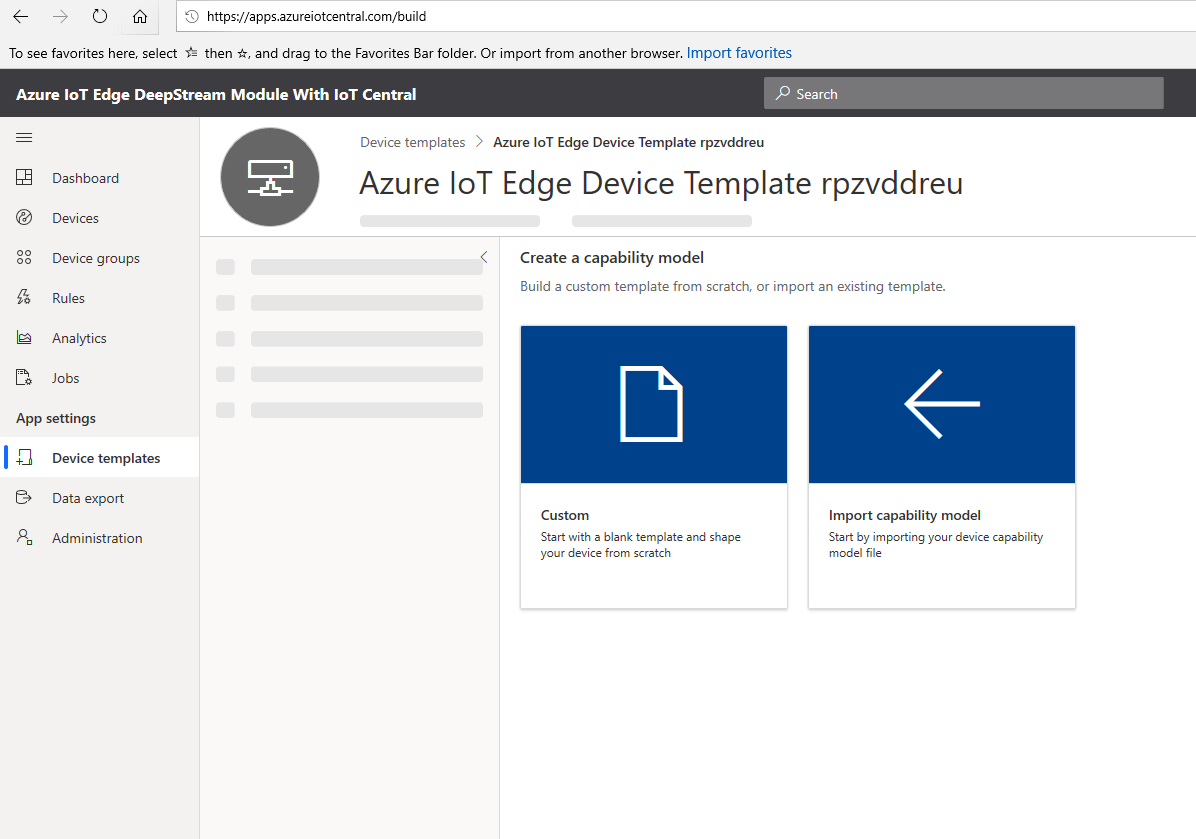 https://apps.azureiotcentral.com/build
To see favorites here, select then ☆, and drag to the Favorites Bar folder. Or import from another browser. Import favorites
Azure IoT Edge DeepStream Module With IoT Central
Search
Device templates > Azure IoT Edge Device Template rpzvddreu
Azure IoT Edge Device Template rpzvddreu
Dashboard
Devices
Device groups
Rules
Analytics
Jobs
App settings
Device templates
Data export
Administration
Create a capability model
Build a custom template from scratch, or import an existing template.
Custom
Start with a blank template and shape
your device from scratch
Import capability model
Start by importing your device capability
model file